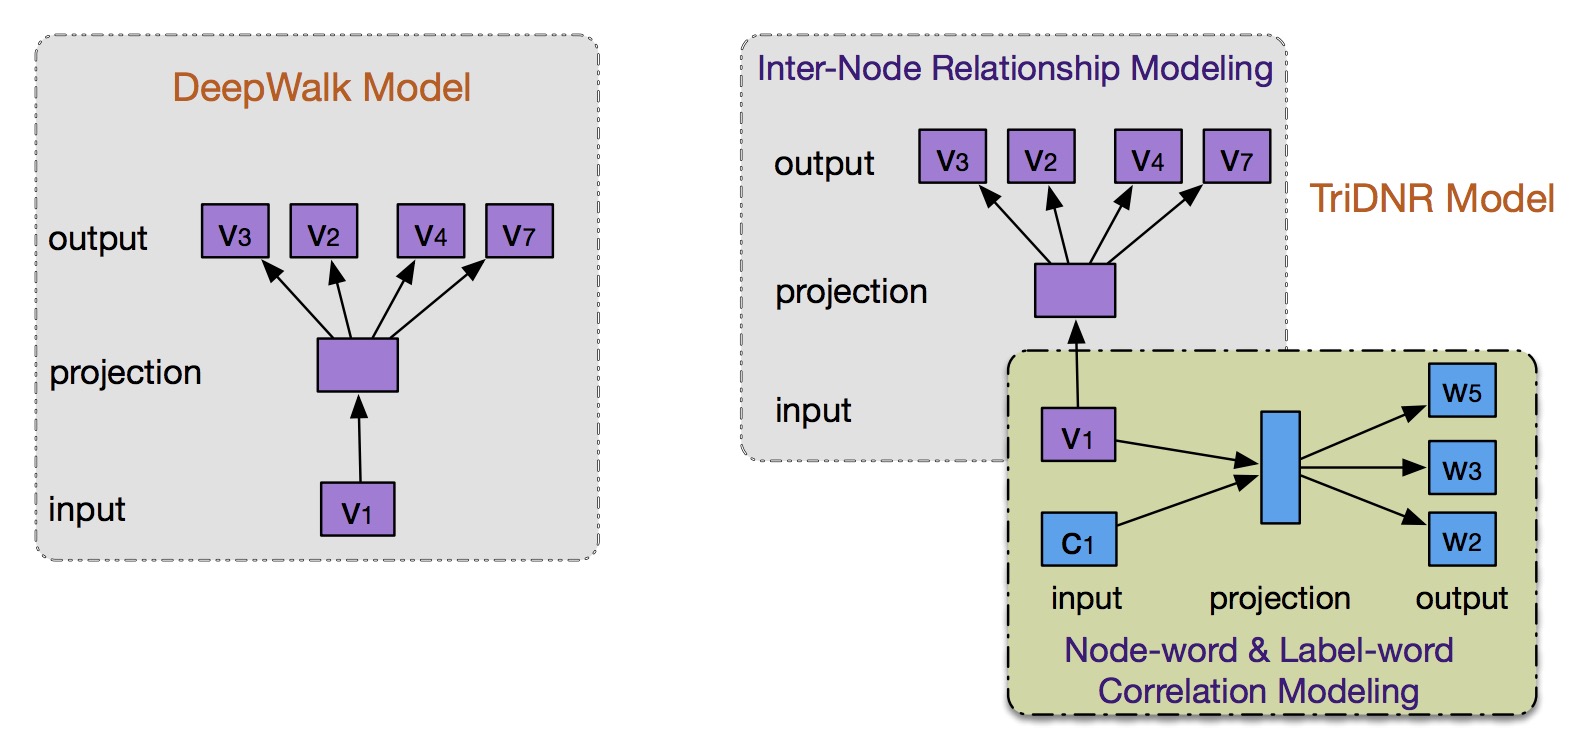 DeepWalk Model
output
v3 v2 v4 v7
projection
input
v1
Inter-Node Relationship Modeling
output
v3 v2 v4 v7
TriDNR Model
projection
input
v1
c1
w5
w3
w2
input projection output
Node-word & Label-word
Correlation Modeling